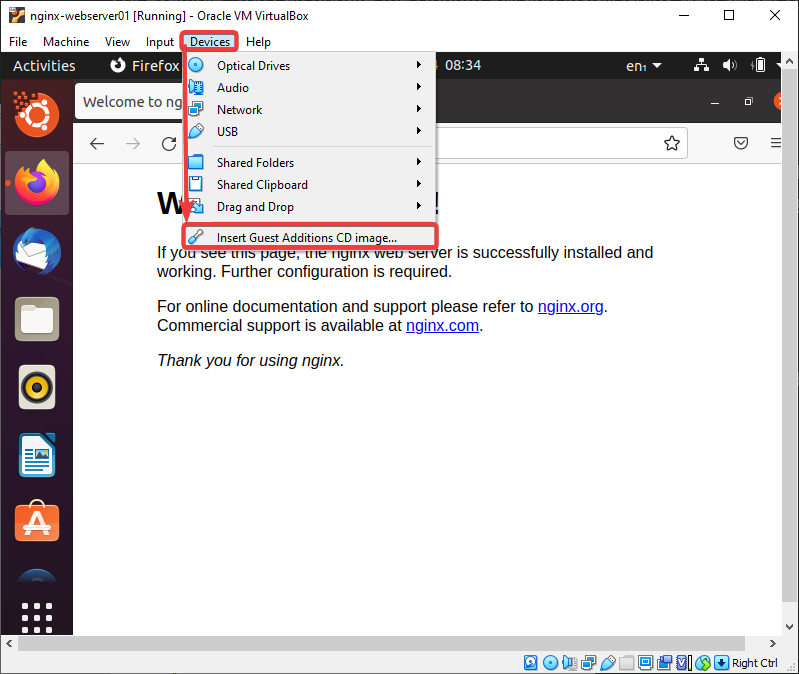 nginx-webserver01 [Running] - Oracle VM VirtualBox
File Machine View Input Devices Help
Activities Firefox 08:34 en₁
Optical Drives
Audio
Welcome to ng
Network
USB
Shared Folders
Shared Clipboard
W !
Drag and Drop
Insert Guest Additions CD image...
If you see this page, the nginx web server is successfully installed and
working. Further configuration is required.
For online documentation and support please refer to nginx.org.
Commercial support is available at nginx.com.
Thank you for using nginx.
Right Ctrl